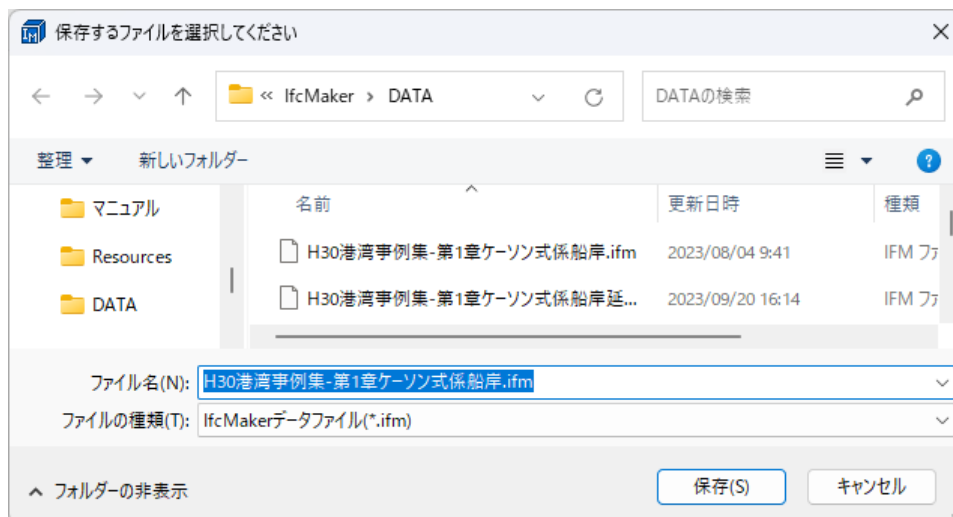 保存するファイルを選択してください
« IfcMaker › DATA
DATAの検索
整理
新しいフォルダー
マニュアル
Resources
DATA
名前
更新日時
種類
H30港湾事例集-第1章ケーソン式係船岸.ifm 2023/08/04 9:41 IFM ファ
H30港湾事例集-第1章ケーソン式係船岸延... 2023/09/20 16:14 IFM ファ
ファイル名(N): H30港湾事例集-第1章ケーソン式係船岸.ifm
ファイルの種類(T): IfcMakerデータファイル(*.ifm)
フォルダーの非表示
保存(S)
キャンセル